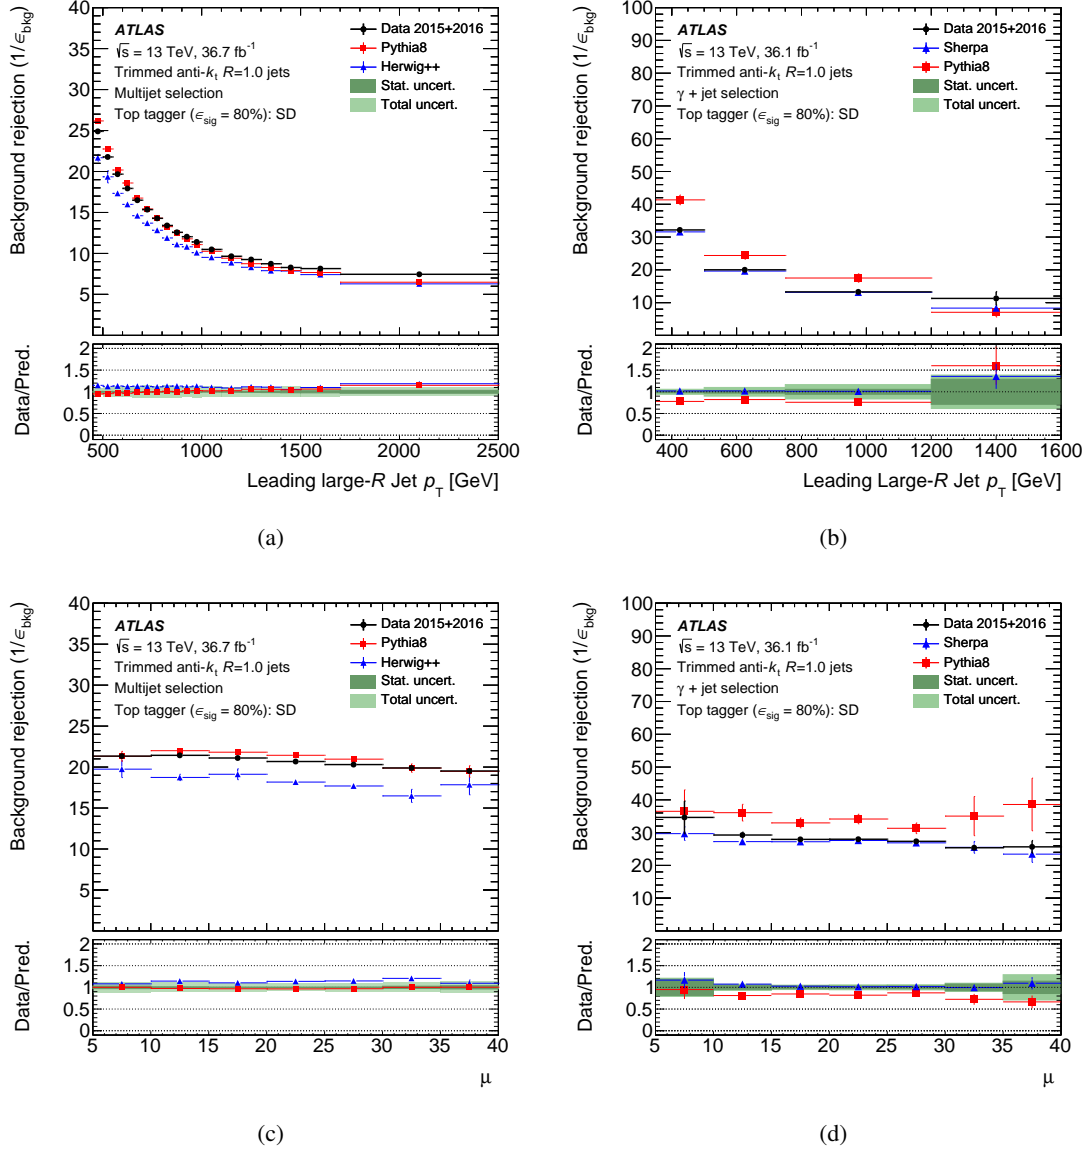 Background rejection (1/ϵbkg)
40
35
30
25
20
15
10
5
ATLAS
√s = 13 TeV, 36.7 fb-1
Trimmed anti-kt R=1.0 jets
Multijet selection
Top tagger (ϵsig = 80%): SD
Data 2015+2016
Pythia8
Herwig++
Stat. uncert.
Total uncert.
Data/Pred.
2
1.5
1
0.5
0
500 1000 1500 2000 2500
Leading large-R Jet pT [GeV]
(a)
Background rejection (1/ϵbkg)
100
90
80
70
60
50
40
30
20
10
ATLAS
√s = 13 TeV, 36.1 fb-1
Trimmed anti-kt R=1.0 jets
γ + jet selection
Top tagger (ϵsig = 80%): SD
Data 2015+2016
Sherpa
Pythia8
Stat. uncert.
Total uncert.
Data/Pred.
2
1.5
1
0.5
0
400 600 800 1000 1200 1400 1600
Leading Large-R Jet pT [GeV]
(b)
Background rejection (1/ϵbkg)
40
35
30
25
20
15
10
5
ATLAS
√s = 13 TeV, 36.7 fb-1
Trimmed anti-kt R=1.0 jets
Multijet selection
Top tagger (ϵsig = 80%): SD
Data 2015+2016
Pythia8
Herwig++
Stat. uncert.
Total uncert.
Data/Pred.
2
1.5
1
0.5
0
5 10 15 20 25 30 35 40
μ
(c)
Background rejection (1/ϵbkg)
100
90
80
70
60
50
40
30
20
10
ATLAS
√s = 13 TeV, 36.1 fb-1
Trimmed anti-kt R=1.0 jets
γ + jet selection
Top tagger (ϵsig = 80%): SD
Data 2015+2016
Sherpa
Pythia8
Stat. uncert.
Total uncert.
Data/Pred.
2
1.5
1
0.5
0
5 10 15 20 25 30 35 40
μ
(d)